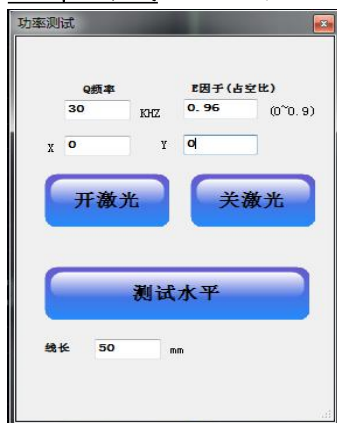 功率测试
Q频率 E因子(占空比)
30 KHZ 0.96 (0~0.9)
X 0 Y 0
开激光 关激光
测试水平
线长 50 mm